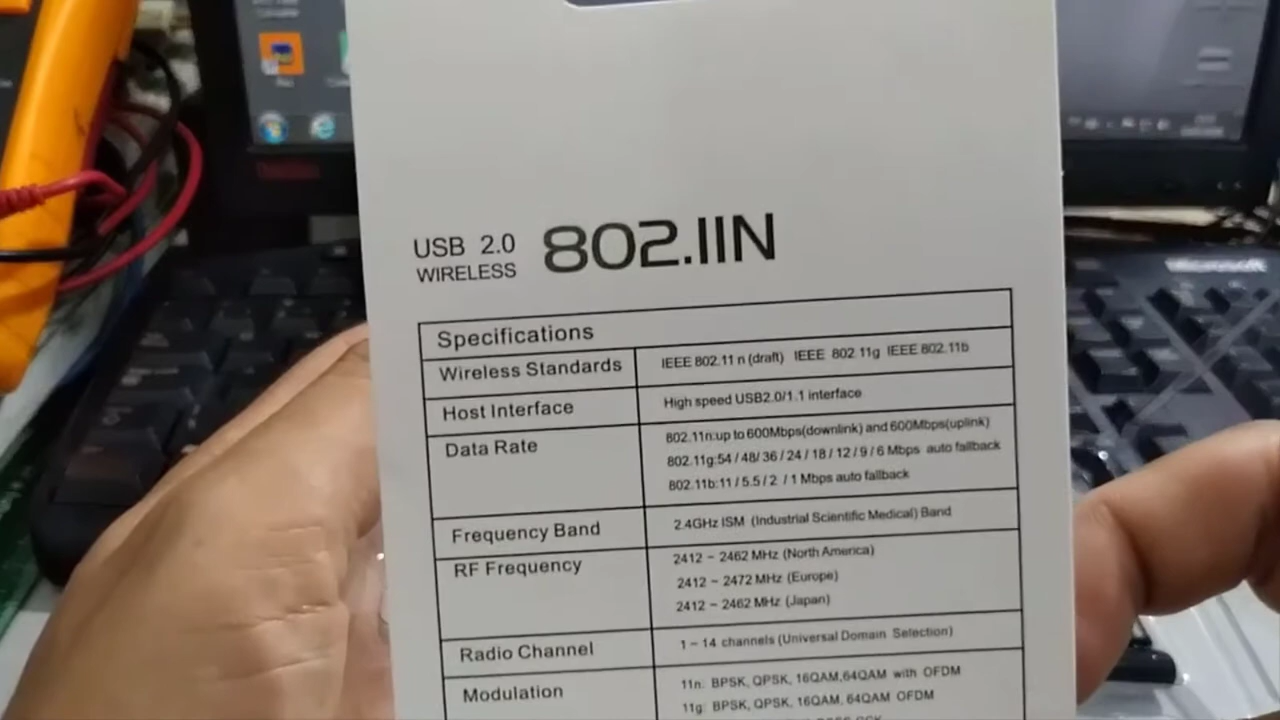 USB 2.0
WIRELESS
802.11N
Specifications
Wireless Standards
IEEE 802.11 n (draft) IEEE 802.11g IEEE 802.11b
Host Interface
High speed USB2.0/1.1 interface
Data Rate
802.11n:up to 600Mbps(downlink) and 600Mbps(uplink)
802.11g:54 / 48/ 36 / 24 / 18 / 12 / 9 / 6 Mbps auto fallback
802.11b:11 / 5.5 / 2 / 1 Mbps auto fallback
Frequency Band
2.4GHz ISM (Industrial Scientific Medical) Band
RF Frequency
2412 ~ 2462 MHz (North America)
2412 ~ 2472 MHz (Europe)
2412 ~ 2462 MHz (Japan)
Radio Channel
1 ~ 14 channels (Universal Domain Selection)
Modulation
11n: BPSK, QPSK, 16QAM,64QAM with OFDM
11g: BPSK, QPSK, 16QAM, 64QAM OFDM
Microsoft